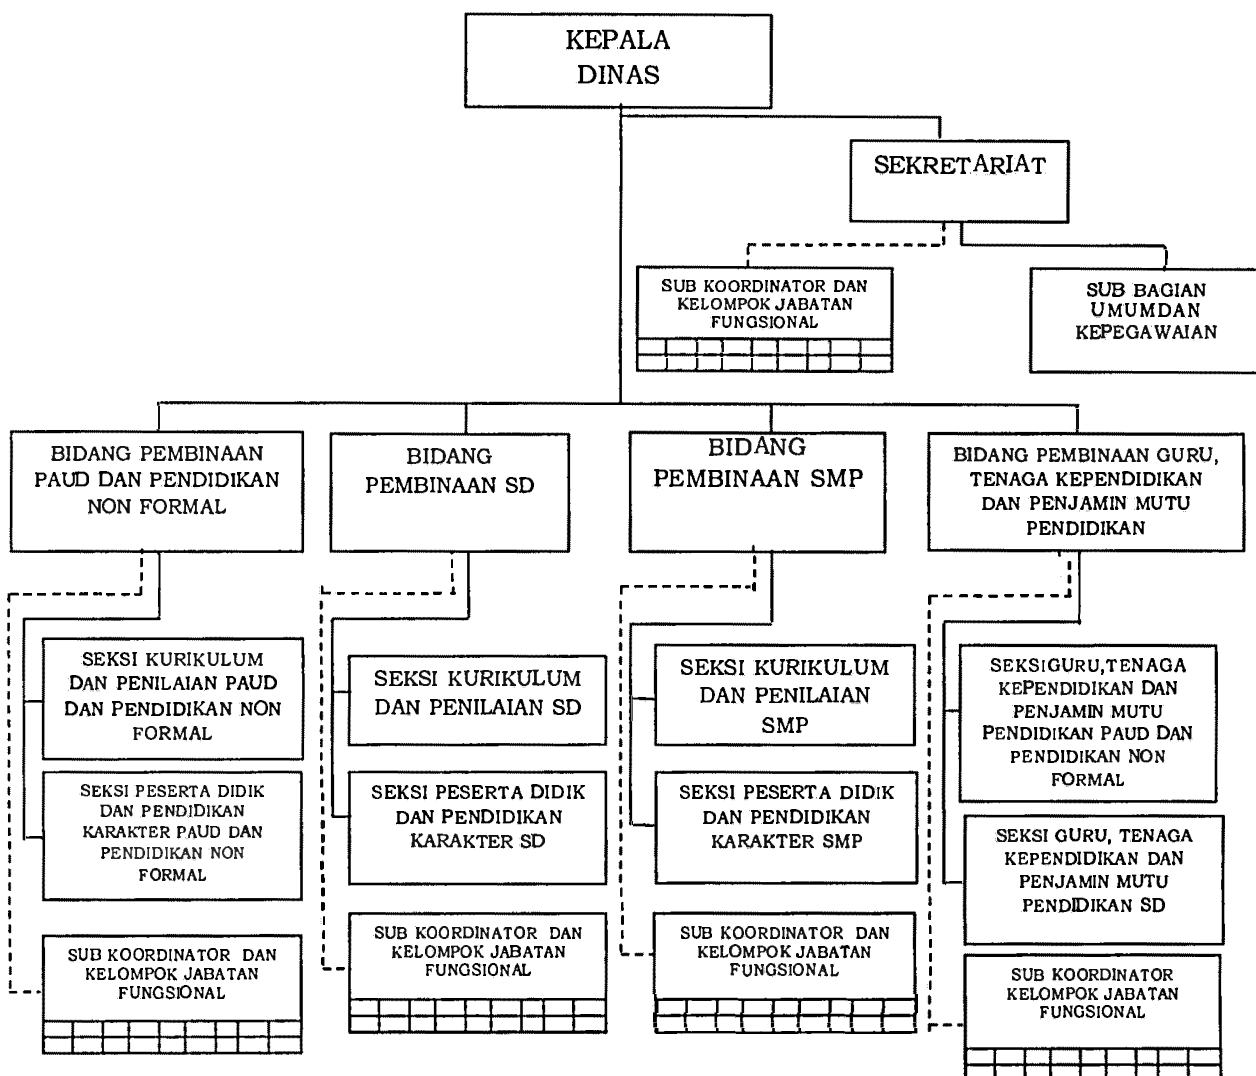 KEPALA
DINAS
SEKRETARIAT
SUB KOORDINATOR DAN
KELOMPOK JABATAN
FUNGSIONAL
SUB BAGIAN
UMUMDAN
KEPEGAWAIAN
BIDANG PEMBINAAN
PAUD DAN PENDIDIKAN
NON FORMAL
BIDANG
PEMBINAAN SD
BIDANG
PEMBINAAN SMP
BIDANG PEMBINAAN GURU,
TENAGA KEPENDIDIKAN
DAN PENJAMIN MUTU
PENDIDIKAN
SEKSI KURIKULUM
DAN PENILAIAN PAUD
DAN PENDIDIKAN NON
FORMAL
SEKSI KURIKULUM
DAN PENILAIAN SD
SEKSI KURIKULUM
DAN PENILAIAN
SMP
SEKSIGURU,TENAGA
KEPENDIDIKAN DAN
PENJAMIN MUTU
PENDIDIKAN PAUD DAN
PENDIDIKAN NON
FORMAL
SEKSI PESERTA DIDIK
DAN PENDIDIKAN
KARAKTER PAUD DAN
PENDIDIKAN NON
FORMAL
SEKSI PESERTA DIDIK
DAN PENDIDIKAN
KARAKTER SD
SEKSI PESERTA DIDIK
DAN PENDIDIKAN
KARAKTER SMP
SEKSI GURU, TENAGA
KEPENDIDIKAN DAN
PENJAMIN MUTU
PENDIDIKAN SD
SUB KOORDINATOR DAN
KELOMPOK JABATAN
FUNGSIONAL
SUB KOORDINATOR DAN
KELOMPOK JABATAN
FUNGSIONAL
SUB KOORDINATOR DAN
KELOMPOK JABATAN
FUNGSIONAL
SUB KOORDINATOR
KELOMPOK JABATAN
FUNGSIONAL